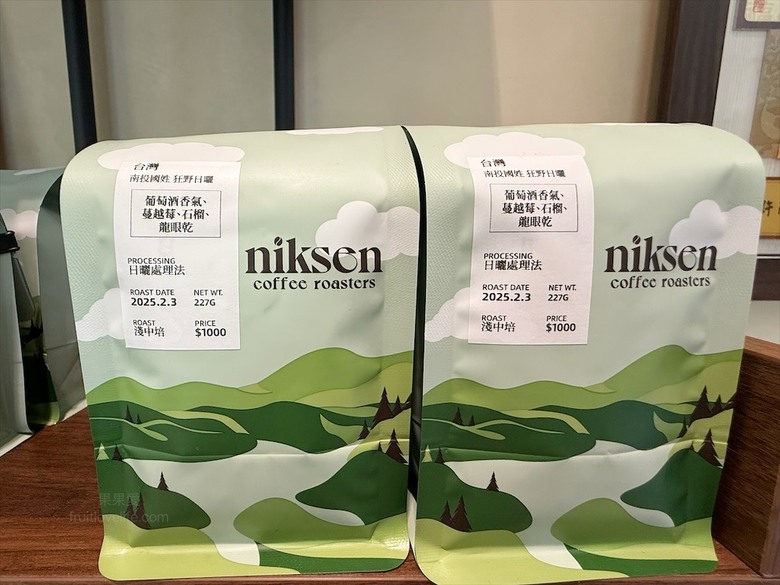 台灣
南投國姓 狂野日曬
葡萄酒香氣、
蔓越莓、石榴、
龍眼乾
PROCESSING
日曬處理法
ROAST DATE NET WT.
2025.2.3 227G
ROAST PRICE
淺中培 $1000
niksen
coffee roasters
台灣
南投國姓 狂野日曬
葡萄酒香氣、
蔓越莓、石榴、
龍眼乾
PROCESSING
日曬處理法
ROAST DATE NET WT.
2025.2.3 227G
ROAST PRICE
淺中培 $1000
niksen
coffee roasters
fruitlovelife.com